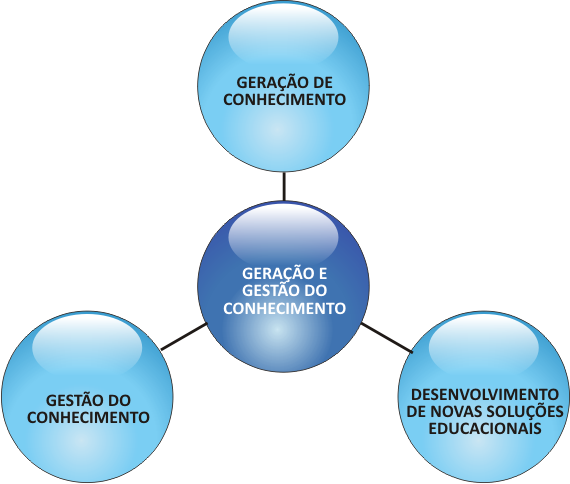 GERAÇÃO DE
CONHECIMENTO
GERAÇÃO E
GESTÃO DO
CONHECIMENTO
GESTÃO DO
CONHECIMENTO
DESENVOLVIMENTO
DE NOVAS SOLUÇÕES
EDUCACIONAIS